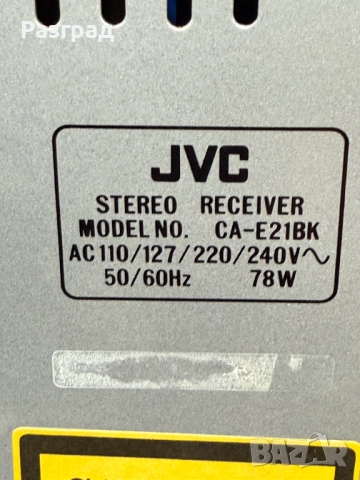 Разград
JVC
STEREO RECEIVER
MODEL NO. CA-E21BK
AC110/127/220/240V~
50/60Hz 78W
BAZAR